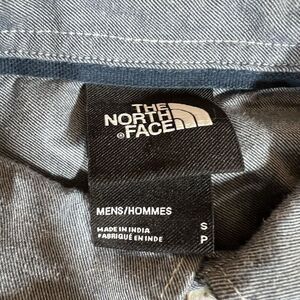 THE
NORTH
®FACE
MENS/HOMMES
MADE IN INDIA
FABRIQUÉ EN INDE
S
P